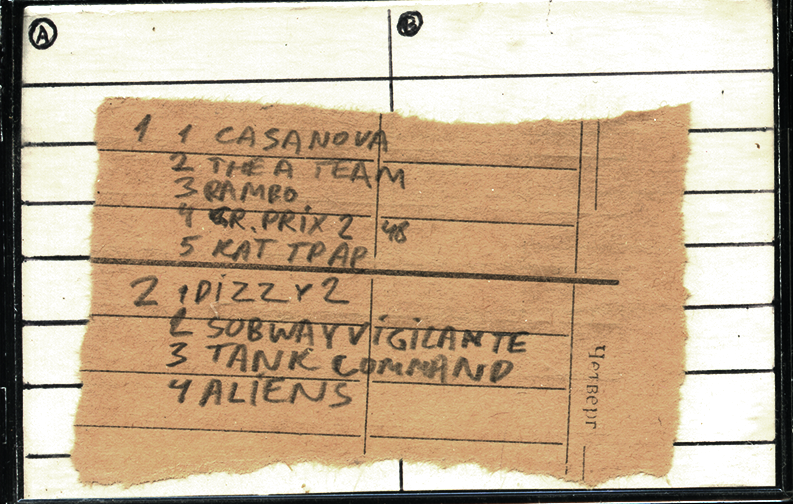 A B
1 1 CASANOVA
2 THE A TEAM
3 RAMBO
4 GR. PRIX 2 48
5 KAT TRAP
2 1 DIZZY 2
2 SUBWAY VIGILANTE
3 TANK COMMAND
4 ALIENS
Четверг